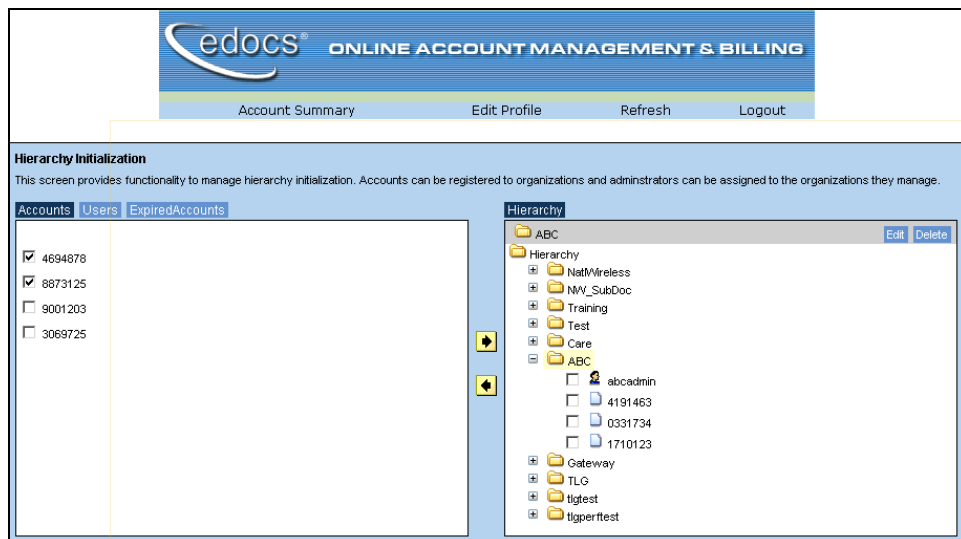 edocs® ONLINE ACCOUNT MANAGEMENT & BILLING
Account Summary Edit Profile Refresh Logout
Hierarchy Initialization
This screen provides functionality to manage hierarchy initialization. Accounts can be registered to organizations and adminstrators can be assigned to the organizations they manage.
Accounts Users ExpiredAccounts
4694878
8873125
9001203
3069725
Hierarchy
ABC Edit Delete
Hierarchy
NatWireless
NW_SubDoc
Training
Test
Care
ABC
abcadmin
4191463
0331734
1710123
Gateway
TLG
tlgtest
tlgperftest